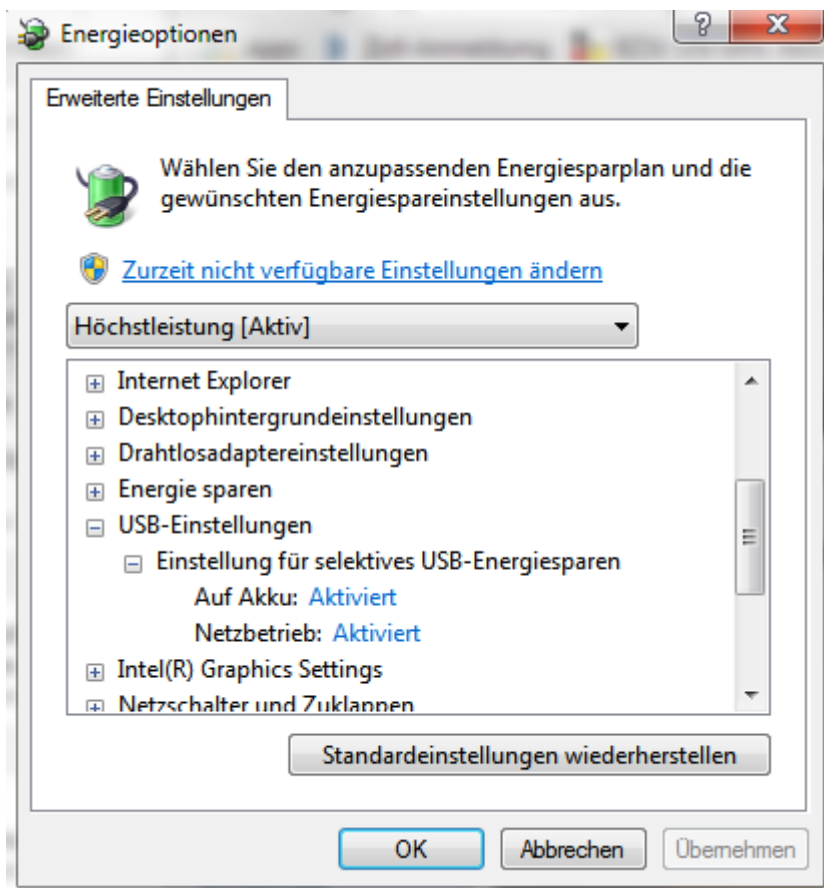 Energieoptionen
Erweiterte Einstellungen
Wählen Sie den anzupassenden Energiesparplan und die
gewünschten Energiespareinstellungen aus.
Zurzeit nicht verfügbare Einstellungen ändern
Höchstleistung [Aktiv]
Internet Explorer
Desktophintergrundeinstellungen
Drahtlosadaptereinstellungen
Energie sparen
USB-Einstellungen
Einstellung für selektives USB-Energiesparen
Auf Akku: Aktiviert
Netzbetrieb: Aktiviert
Intel(R) Graphics Settings
Netzschalter und Zuklappen
Standardeinstellungen wiederherstellen
OK Abbrechen Übernehmen